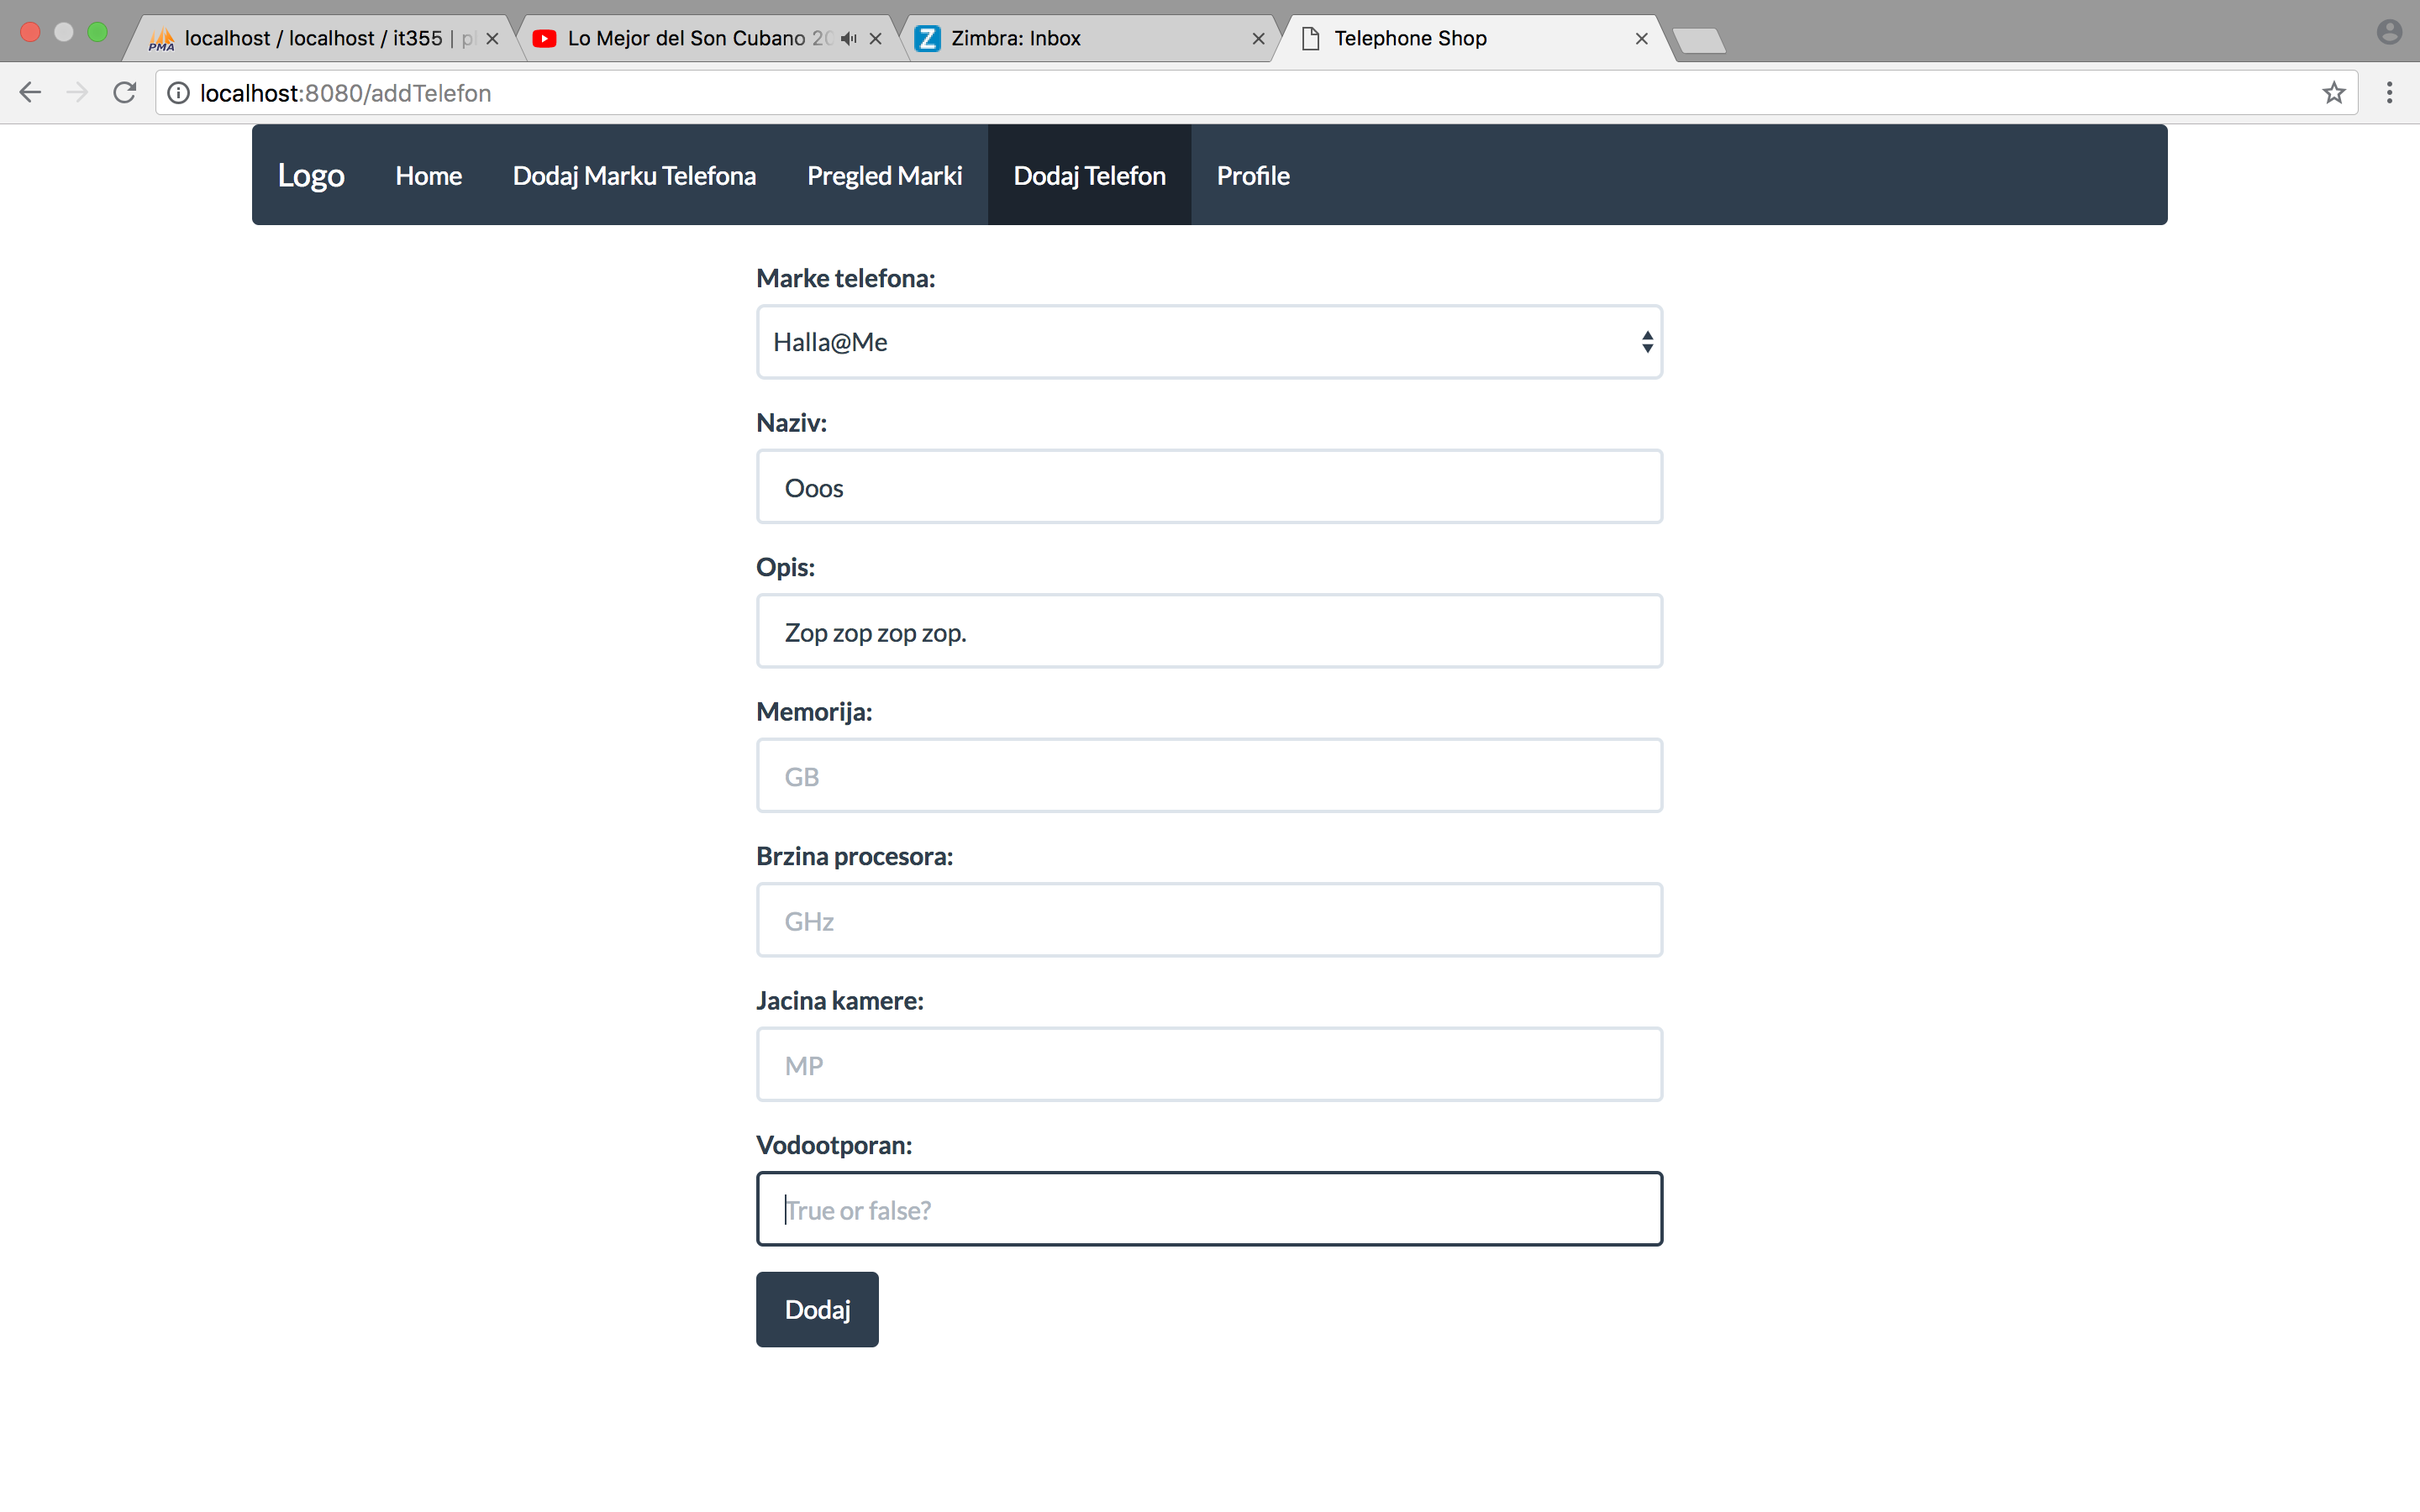 PMA localhost / localhost / it355 | p
Lo Mejor del Son Cubano 20
Z Zimbra: Inbox
Telephone Shop
localhost:8080/addTelefon
Logo Home Dodaj Marku Telefona Pregled Marki Dodaj Telefon Profile
Marke telefona:
Halla@Me
Naziv:
Ooos
Opis:
Zop zop zop zop.
Memorija:
GB
Brzina procesora:
GHz
Jacina kamere:
MP
Vodootporan:
True or false?
Dodaj